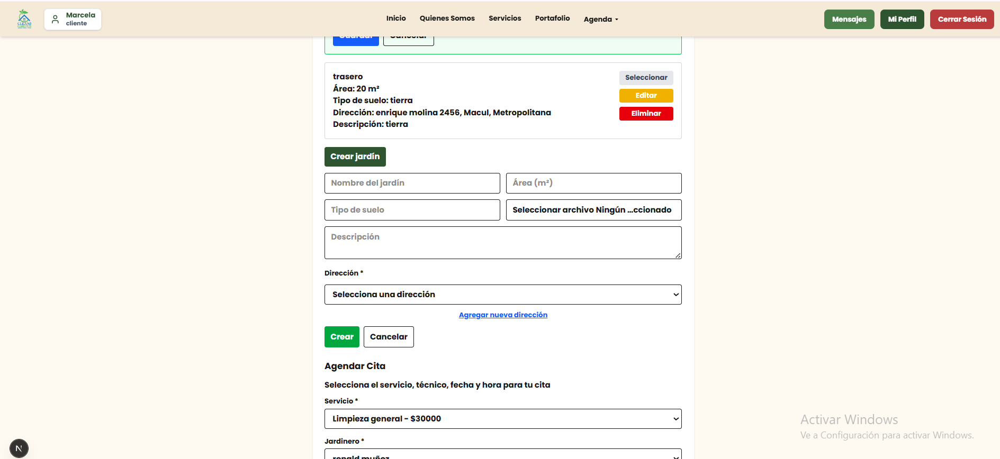 CLEAN&
GARDEN
Marcela
cliente
Inicio
Quienes Somos
Servicios
Portafolio
Agenda
Mensajes
Mi Perfil
Cerrar Sesión
Guardar
Cancelar
trasero
Área: 20 m²
Tipo de suelo: tierra
Dirección: enrique molina 2456, Macul, Metropolitana
Descripción: tierra
Seleccionar
Editar
Eliminar
Crear jardín
Nombre del jardín
Área (m²)
Tipo de suelo
Seleccionar archivo Ningún ...ccionado
Descripción
Dirección *
Selecciona una dirección
Agregar nueva dirección
Crear
Cancelar
Agendar Cita
Selecciona el servicio, técnico, fecha y hora para tu cita
Servicio *
Limpieza general - $30000
Jardinero *
ronald muñoz
Activar Windows
Ve a Configuración para activar Windows.
N